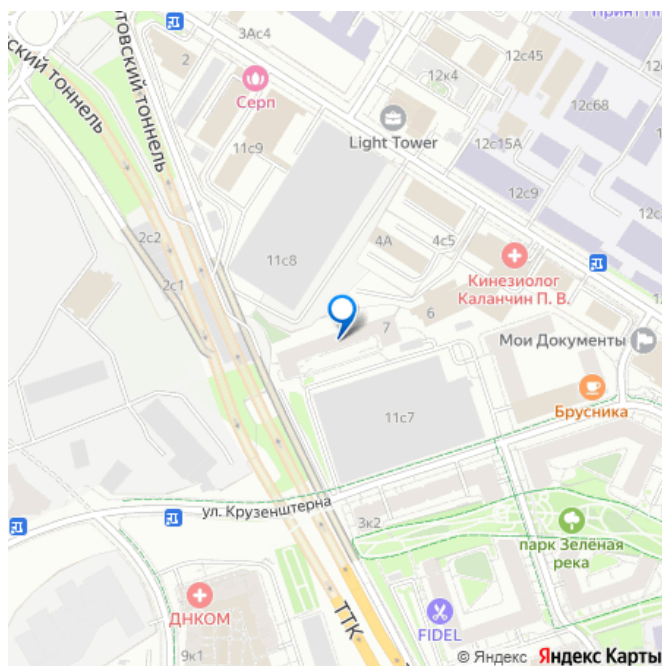 Принт П
3Ас4
12с45
12к4
2
Серп
12с68
Light Tower
12с15А
11с9
12с9
товский тоннель
ский тоннель
2с2
2с1
11с8
4А
4с5
Кинезиолог
Каланчин П. В.
6
7
Мои Документы
Брусника
11с7
ул. Крузенштерна
3к2
парк Зелёная
река
ДНКОМ
ТТК
FIDEL
9к1
© Яндекс Яндекс Карты